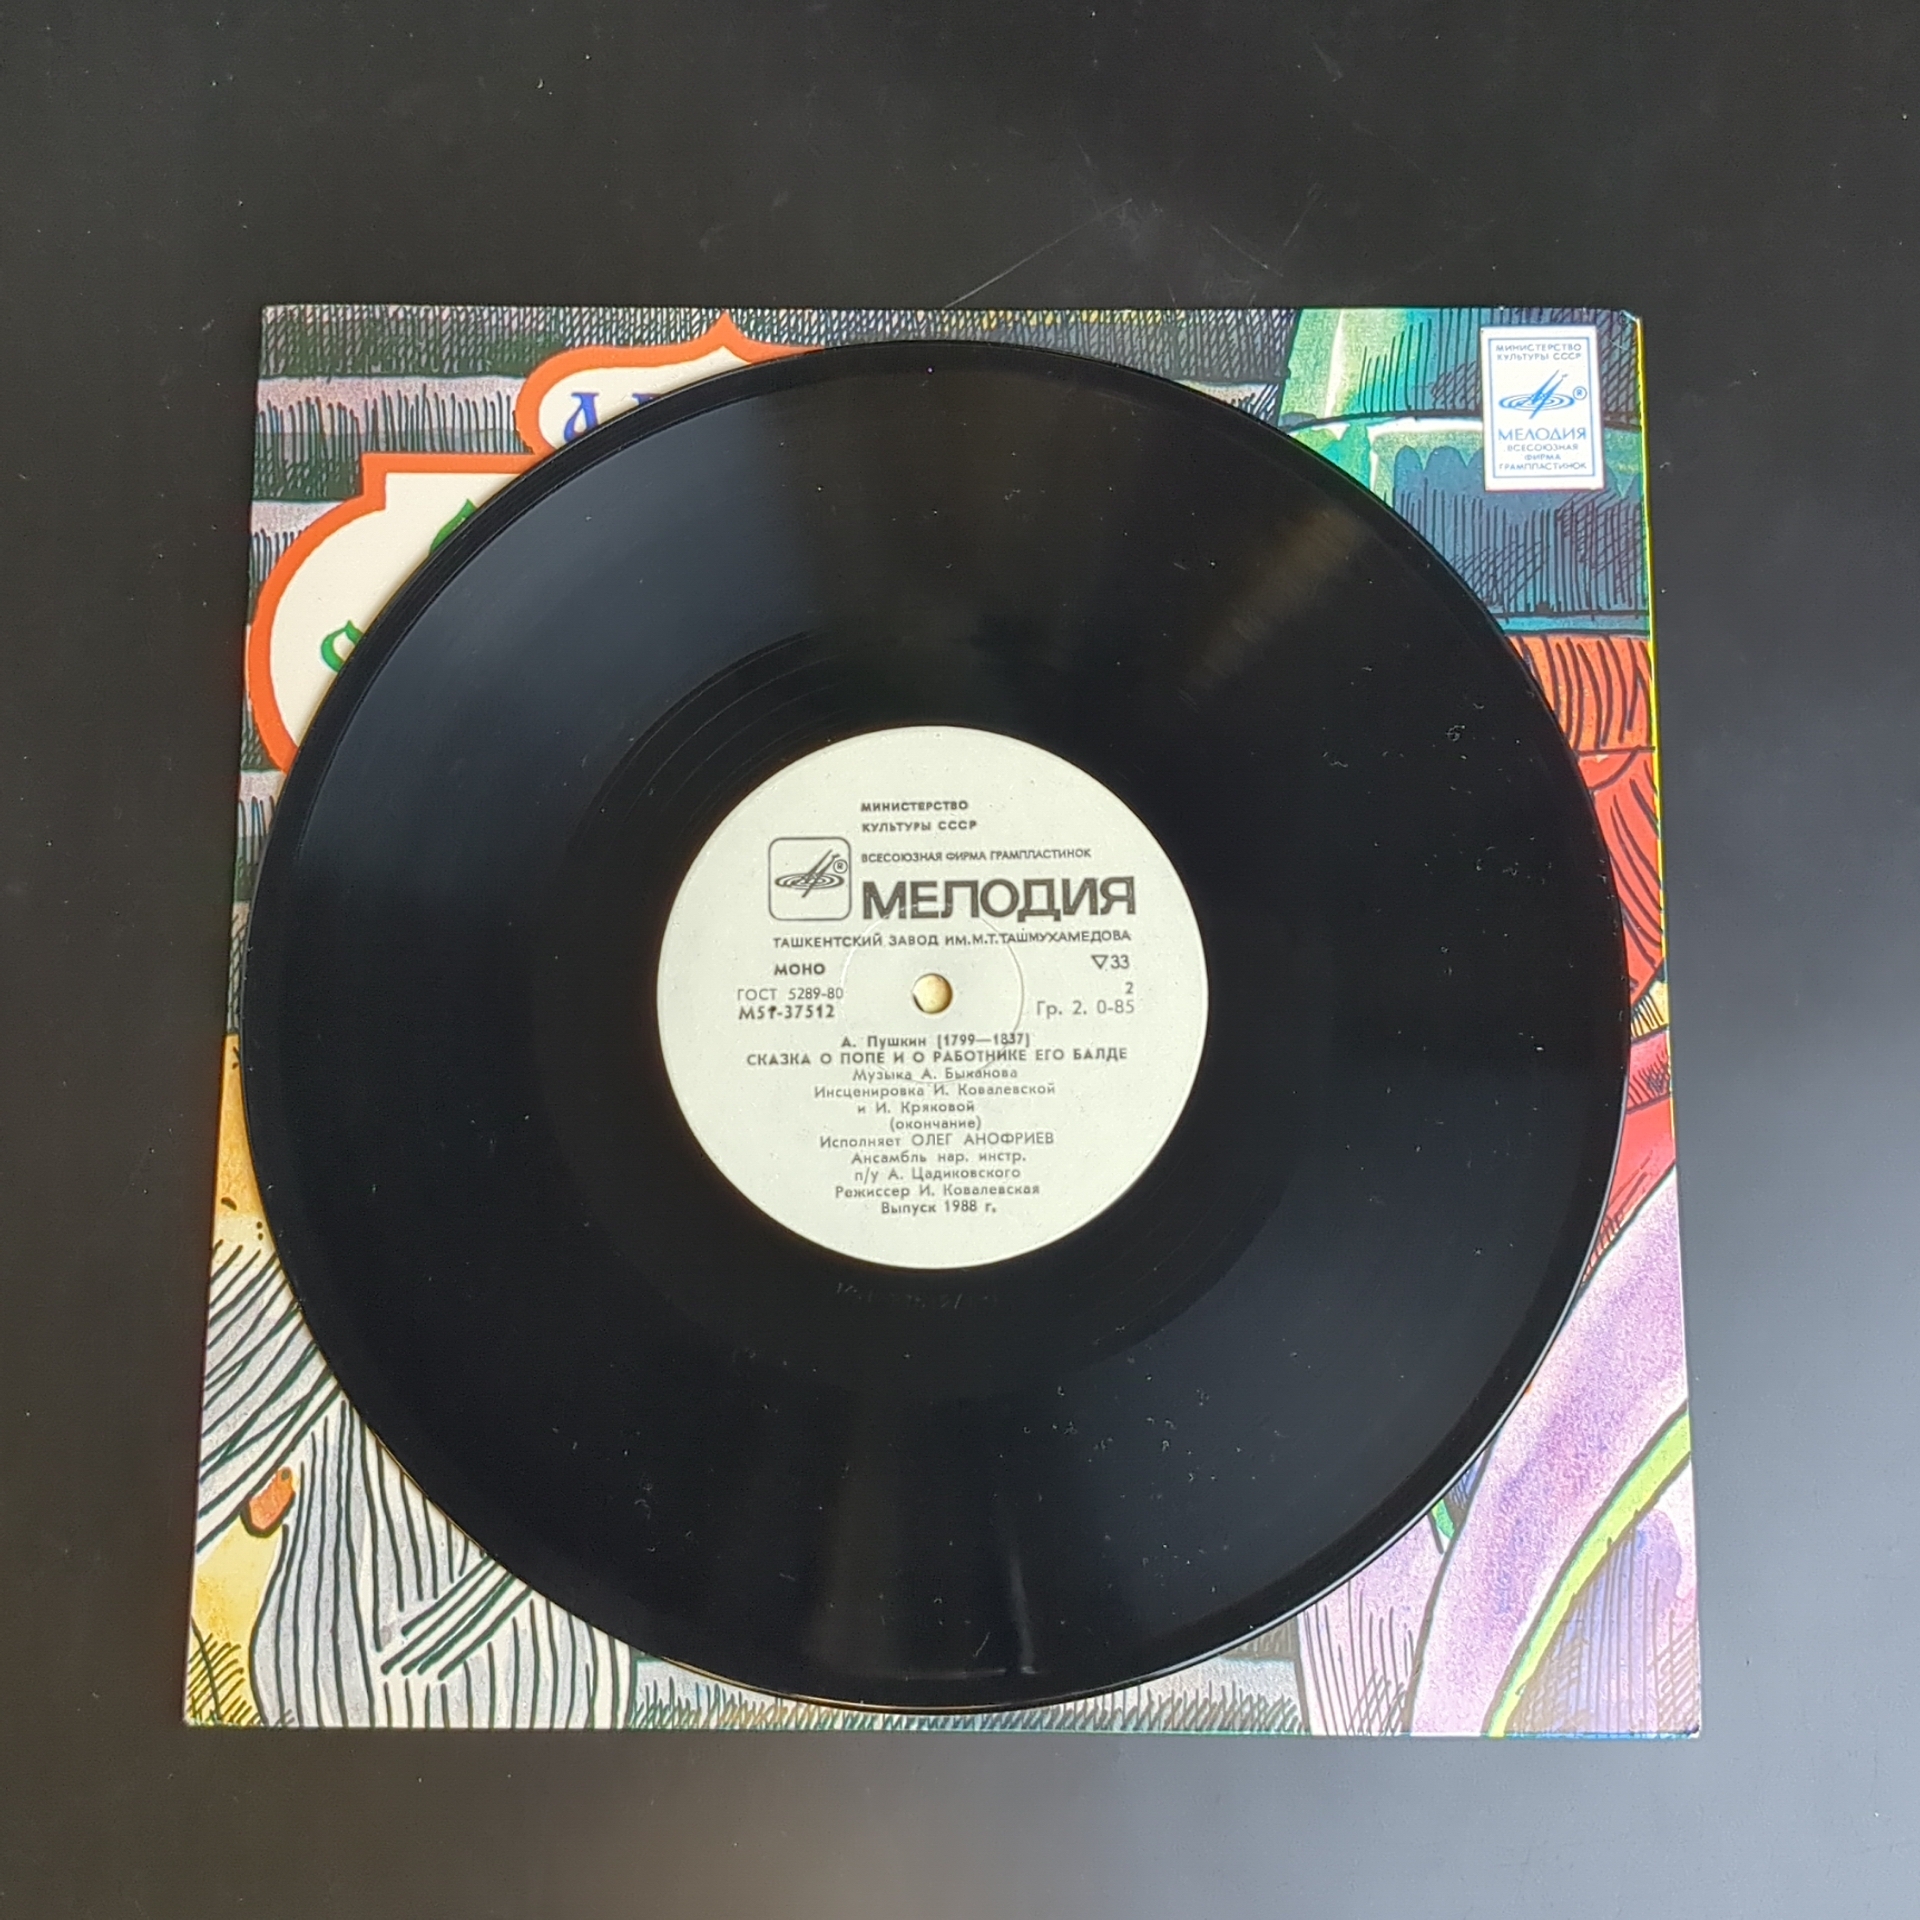 МИНИСТЕРСТВО
КУЛЬТУРЫ СССР
МЕЛОДИЯ
ВСЕСОЮЗНАЯ
ФИРМА
ГРАМПЛАСТИНОК
МИНИСТЕРСТВО
КУЛЬТУРЫ СССР
ВСЕСОЮЗНАЯ ФИРМА ГРАМПЛАСТИНОК
МЕЛОДИЯ
ТАШКЕНТСКИЙ ЗАВОД ИМ.М.Т.ТАШМУХАМЕДОВА
МОНО ▽33
ГОСТ 5289-80 2
М51-37512 Гр. 2. 0-85
А. Пушкин [1799—1837]
СКАЗКА О ПОПЕ И О РАБОТНИКЕ ЕГО БАЛДЕ
Музыка А. Быканова
Инсценировка И. Ковалевской
и И. Кряковой
(окончание)
Исполняет ОЛЕГ АНОФРИЕВ
Ансамбль нар. инстр.
п/у А. Цадиковского
Режиссер И. Ковалевская
Выпуск 1988 г.